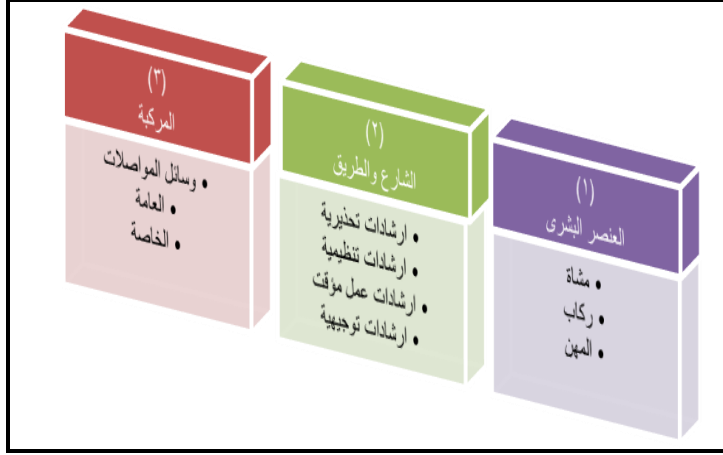 (١)
العنصر البشرى
• مشاة
• ركاب
• المهن
(٢)
الشارع والطريق
• ارشادات تحذيرية
• ارشادات تنظيمية
• ارشادات عمل مؤقت
• ارشادات توجيهية
(٣)
المركبة
• وسائل المواصلات
• العامة
• الخاصة